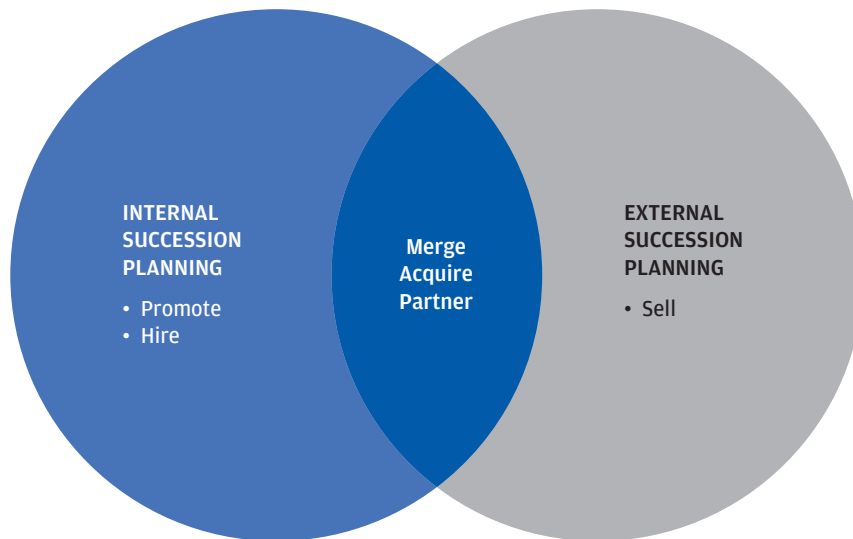 INTERNAL
SUCCESSION
PLANNING
• Promote
• Hire
Merge
Acquire
Partner
EXTERNAL
SUCCESSION
PLANNING
• Sell